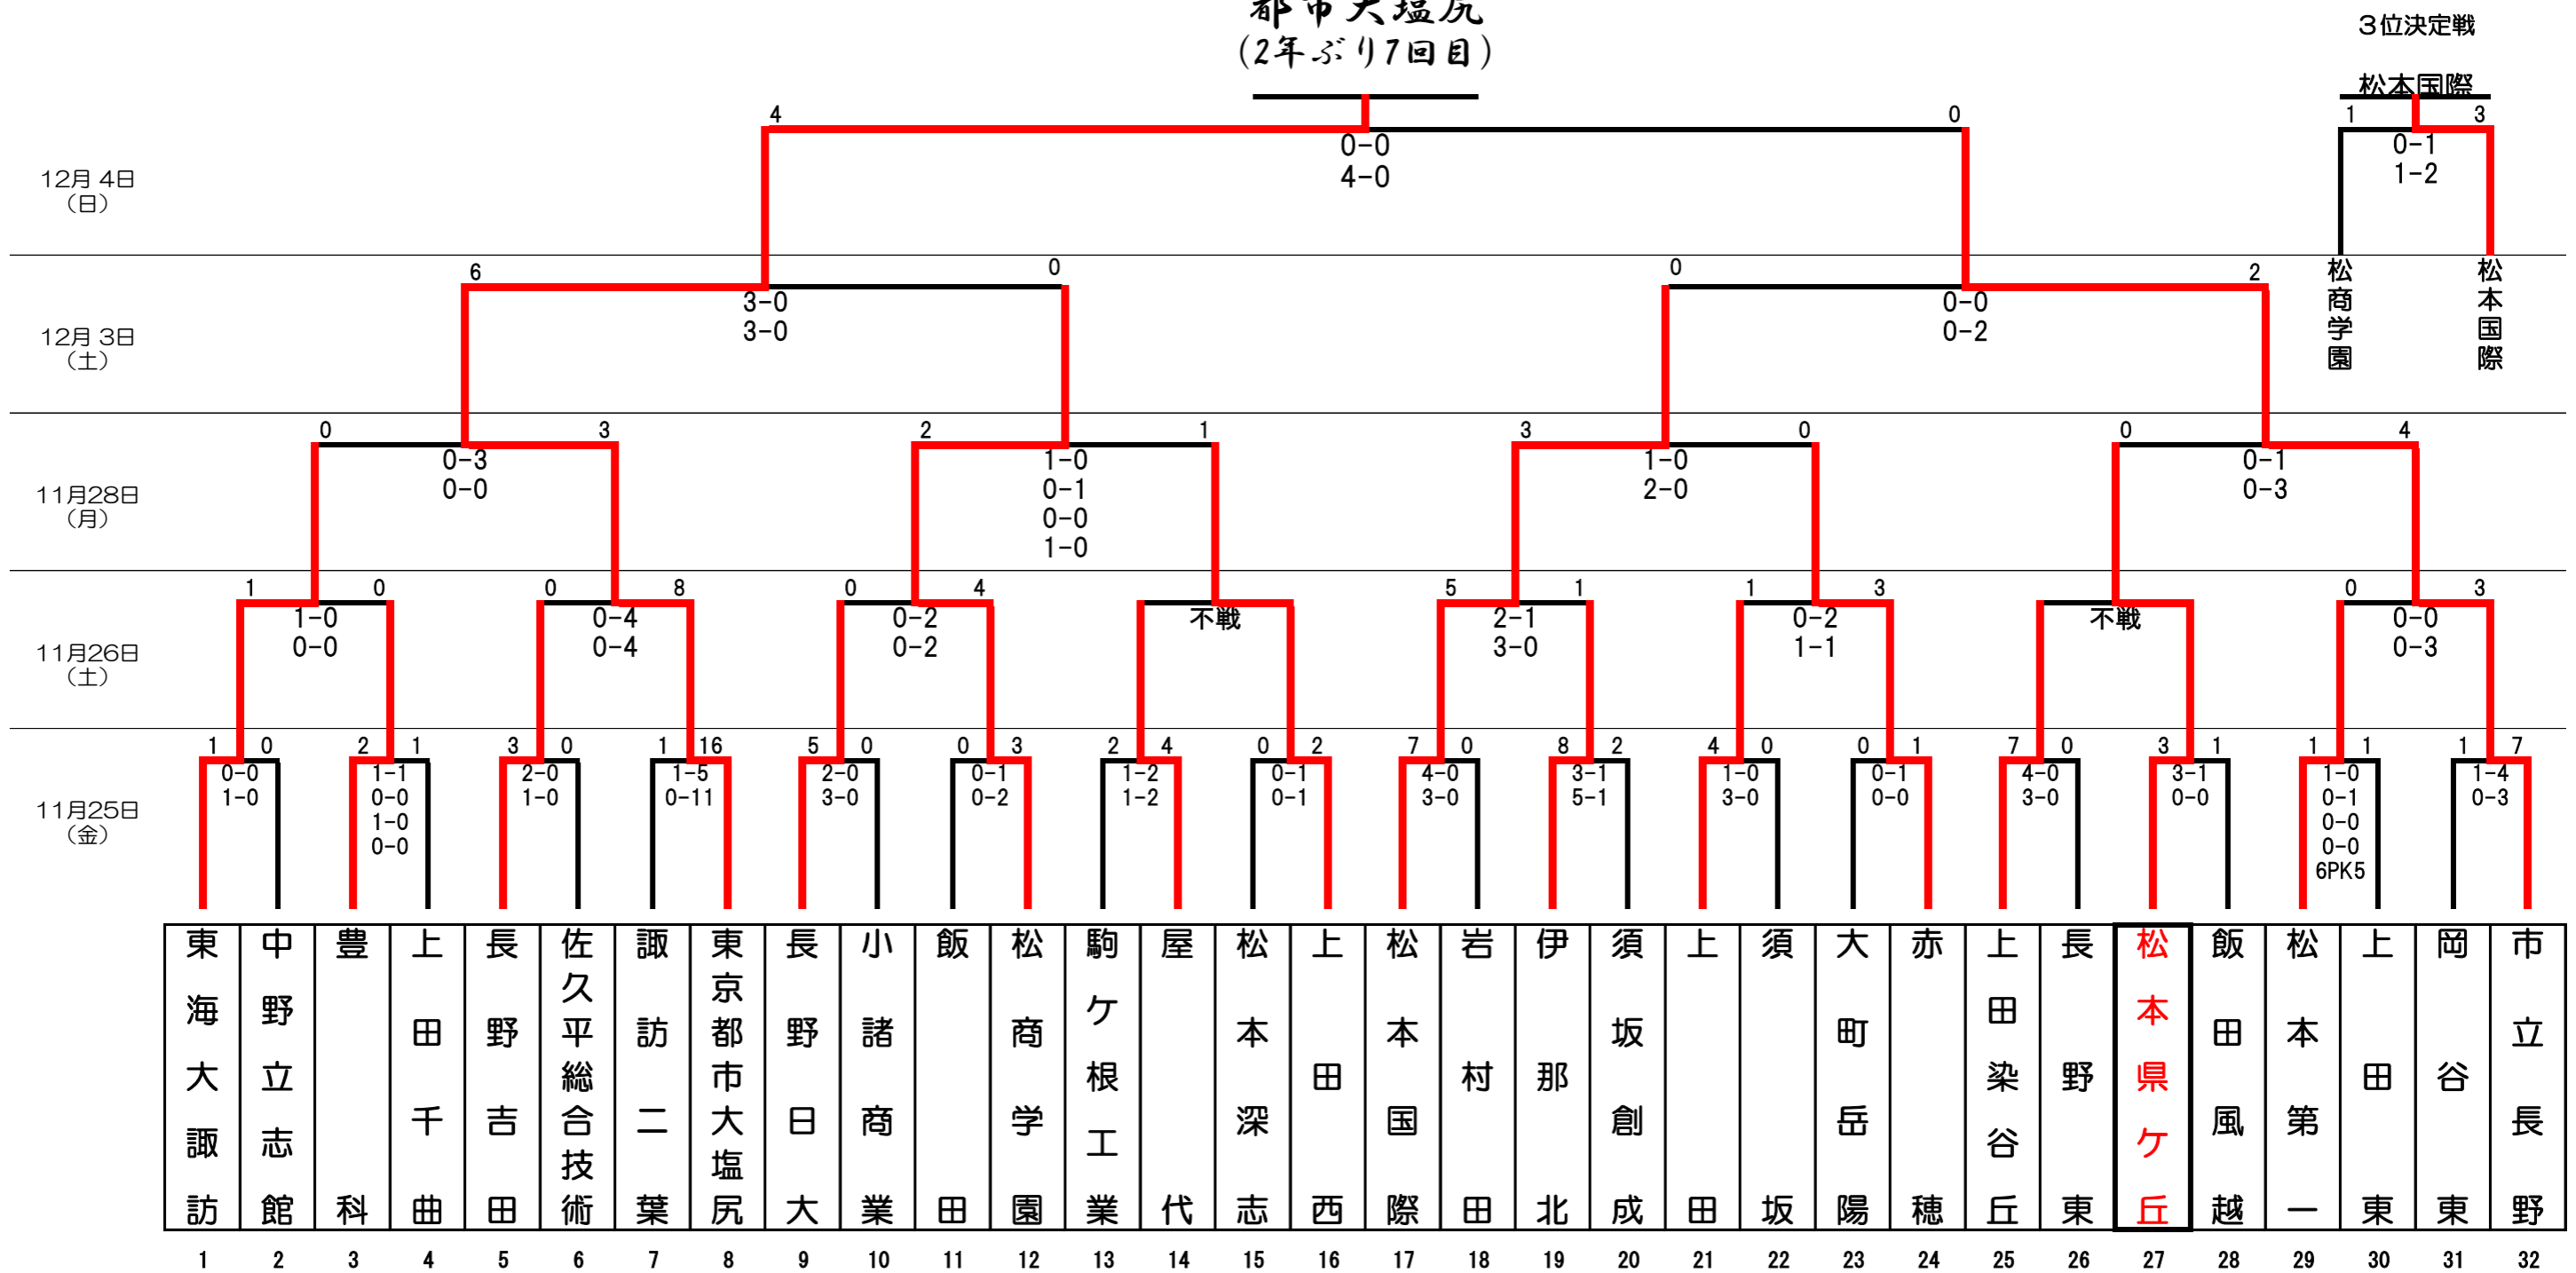 都市大塩尻
(2年ぶり7回目)
３位決定戦
松本国際
4
0
1
3
0-0
4-0
0-1
1-2
12月 4日
（日）
松商学園
松本国際
6
0
0
2
3-0
3-0
0-0
0-2
12月 3日
（土）
0
3
2
1
3
0
0
4
0-3
0-0
1-0
0-1
0-0
1-0
1-0
2-0
0-1
0-3
11月28日
（月）
1
0
0
8
0
4
5
1
1
3
0
3
1-0
0-0
0-4
0-4
0-2
0-2
不戦
2-1
3-0
0-2
1-1
不戦
0-0
0-3
11月26日
（土）
1 0
2 1
3 0
1 16
5 0
0 3
2 4
0 2
7 0
8 2
4 0
0 1
7 0
3 1
1 1
1 7
0-0
1-0
1-1
0-0
1-0
0-0
2-0
1-0
1-5
0-11
2-0
3-0
0-1
0-2
1-2
1-2
0-1
0-1
4-0
3-0
3-1
5-1
1-0
3-0
0-1
0-0
4-0
3-0
3-1
0-0
1-0
0-1
0-0
0-0
6PK5
1-4
0-3
11月25日
（金）
東海大諏訪
中野立志館
豊科
上田千曲
長野吉田
佐久平総合技術
諏訪二葉
東京都市大塩尻
長野日大
小諸商業
飯田
松商学園
駒ケ根工業
屋代
松本深志
上田西
松本国際
岩村田
伊那北
須坂創成
上田
須坂
大町岳陽
赤穂
上田染谷丘
長野東
松本県ケ丘
飯田風越
松本第一
上田東
岡谷東
市立長野
1 2 3 4 5 6 7 8 9 10 11 12 13 14 15 16 17 18 19 20 21 22 23 24 25 26 27 28 29 30 31 32